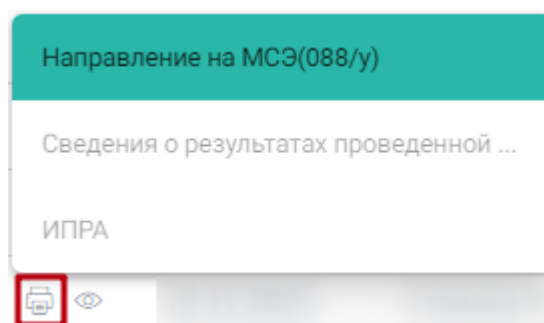 Направление на МСЭ(088/у)
Сведения о результатах проведенной ...
ИПРА